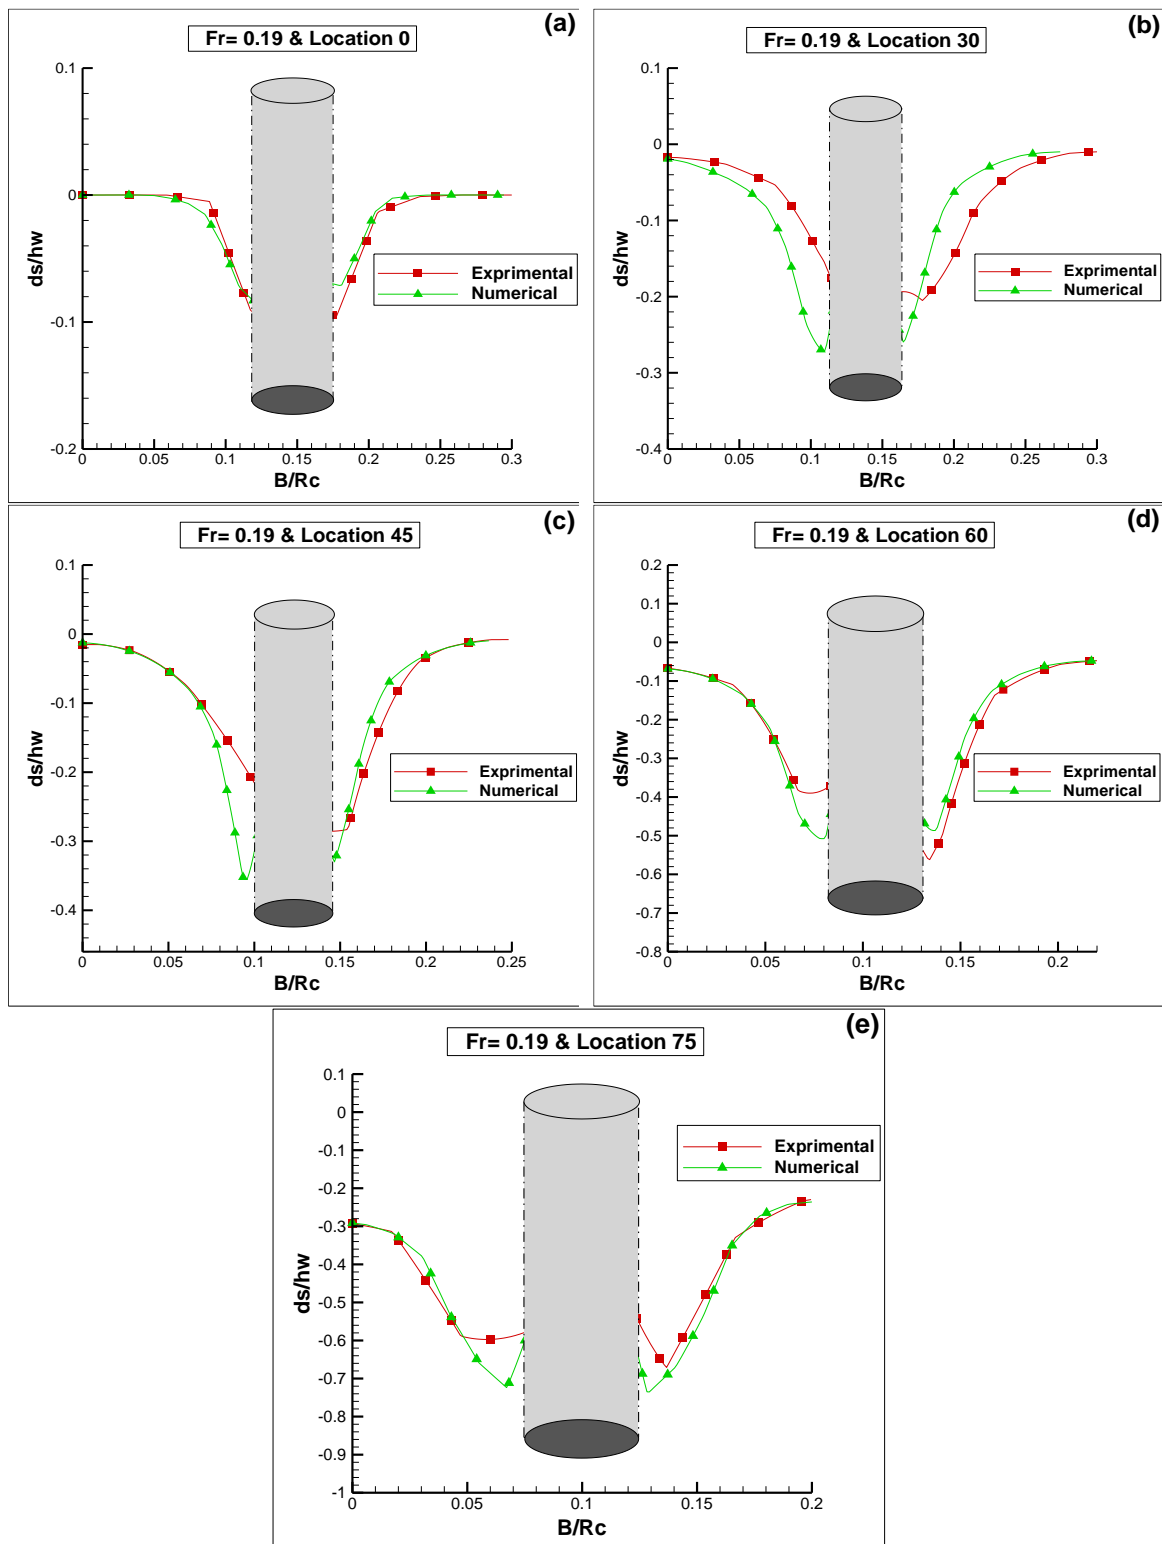 (a)
Fr= 0.19 & Location 0
0.1
0
-0.1
-0.2
ds/hw
0
0.05
0.1
0.15
0.2
0.25
0.3
B/Rc
Exprimental
Numerical
(b)
Fr= 0.19 & Location 30
0.1
0
-0.1
-0.2
-0.3
-0.4
ds/hw
0
0.05
0.1
0.15
0.2
0.25
0.3
B/Rc
Exprimental
Numerical
(c)
Fr= 0.19 & Location 45
0.1
0
-0.1
-0.2
-0.3
-0.4
ds/hw
0
0.05
0.1
0.15
0.2
0.25
B/Rc
Exprimental
Numerical
(d)
Fr= 0.19 & Location 60
0.2
0.1
0
-0.1
-0.2
-0.3
-0.4
-0.5
-0.6
-0.7
-0.8
ds/hw
0
0.05
0.1
0.15
0.2
B/Rc
Exprimental
Numerical
(e)
Fr= 0.19 & Location 75
0.1
0
-0.1
-0.2
-0.3
-0.4
-0.5
-0.6
-0.7
-0.8
-0.9
-1
ds/hw
0
0.05
0.1
0.15
0.2
B/Rc
Exprimental
Numerical